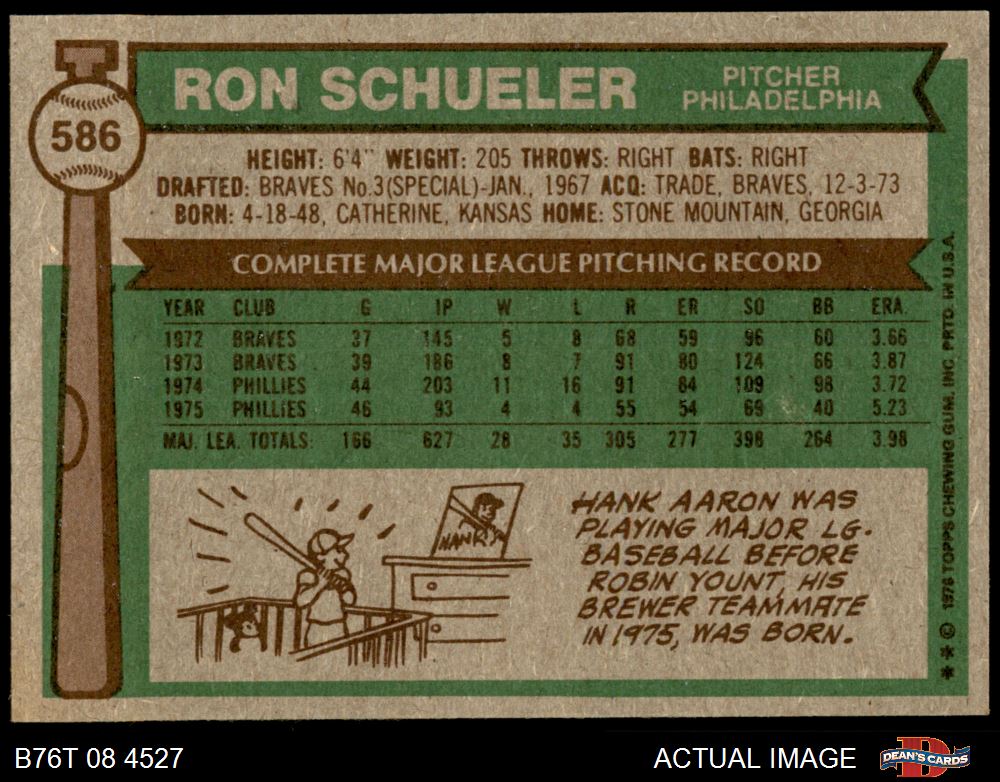 RON SCHUELER
PITCHER
PHILADELPHIA
586
HEIGHT: 6'4" WEIGHT: 205 THROWS: RIGHT BATS: RIGHT
DRAFTED: BRAVES No.3(SPECIAL)-JAN., 1967 ACQ: TRADE, BRAVES, 12-3-73
BORN: 4-18-48, CATHERINE, KANSAS HOME: STONE MOUNTAIN, GEORGIA
COMPLETE MAJOR LEAGUE PITCHING RECORD
YEAR CLUB G IP W L R ER SO BB ERA.
1972 BRAVES 37 145 5 8 68 59 96 60 3.66
1973 BRAVES 39 186 8 7 91 80 124 66 3.87
1974 PHILLIES 44 203 11 16 91 84 109 98 3.72
1975 PHILLIES 46 93 4 4 55 54 69 40 5.23
MAJ. LEA. TOTALS 166 627 28 35 305 277 398 264 3.98
HANK
HANK AARON WAS
PLAYING MAJOR LG.
BASEBALL BEFORE
ROBIN YOUNT, HIS
BREWER TEAMMATE
IN 1975, WAS BORN.
** © 1976 TOPPS CHEWING GUM, INC. PRTD. IN U.S.A.
B76T 08 4527
ACTUAL IMAGE
DEAN'S CARDS